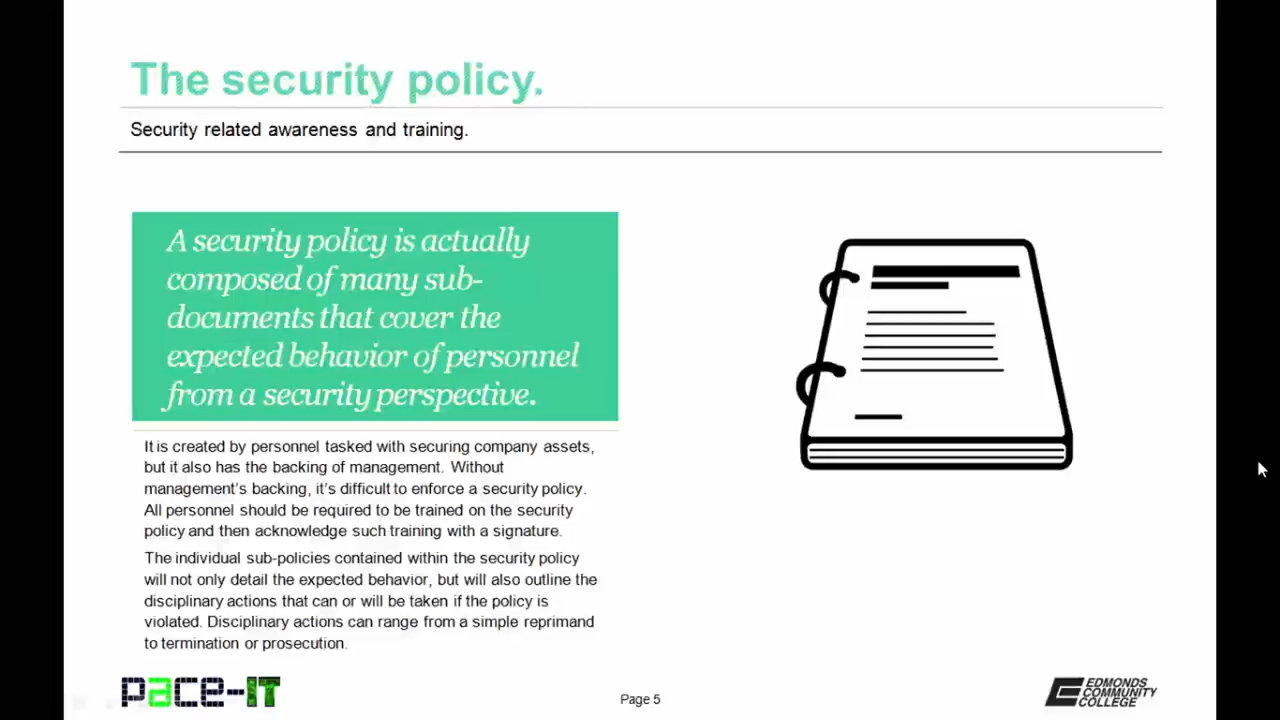 The security policy.
Security related awareness and training.
A security policy is actually
composed of many sub-
documents that cover the
expected behavior of personnel
from a security perspective.
It is created by personnel tasked with securing company assets,
but it also has the backing of management. Without
management's backing, it's difficult to enforce a security policy.
All personnel should be required to be trained on the security
policy and then acknowledge such training with a signature.
The individual sub-policies contained within the security policy
will not only detail the expected behavior, but will also outline the
disciplinary actions that can or will be taken if the policy is
violated. Disciplinary actions can range from a simple reprimand
to termination or prosecution.
pace-IT
Page 5
EDMONDS
COMMUNITY
COLLEGE